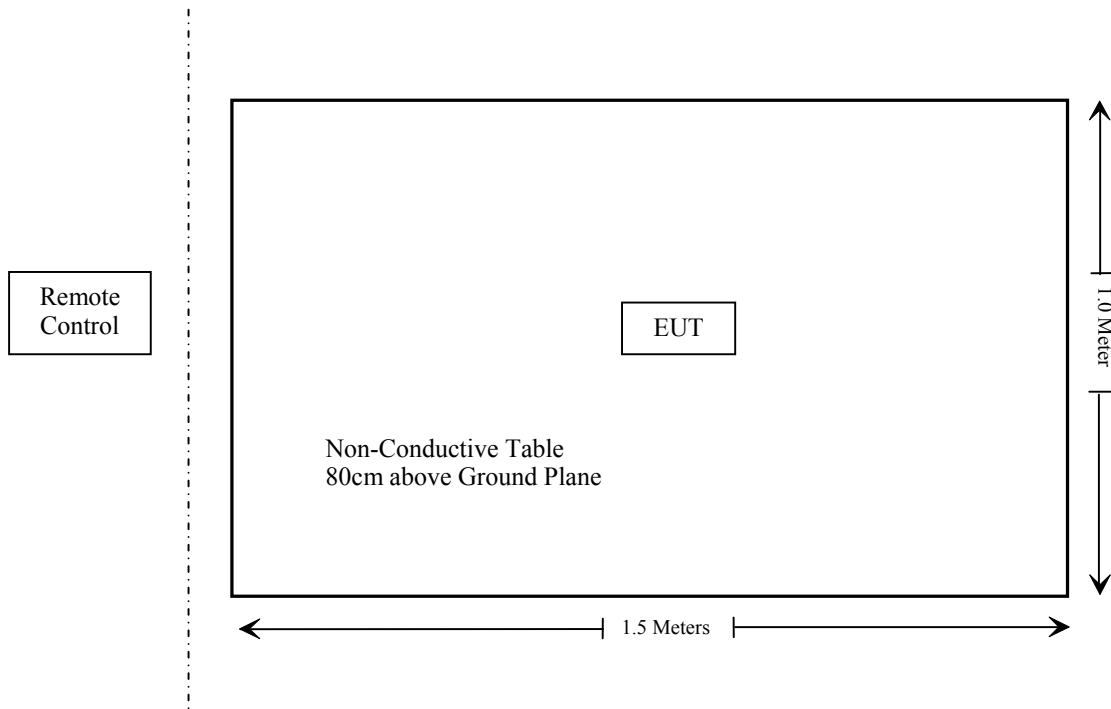 Remote
Control
EUT
1.0 Meter
Non-Conductive Table
80cm above Ground Plane
1.5 Meters